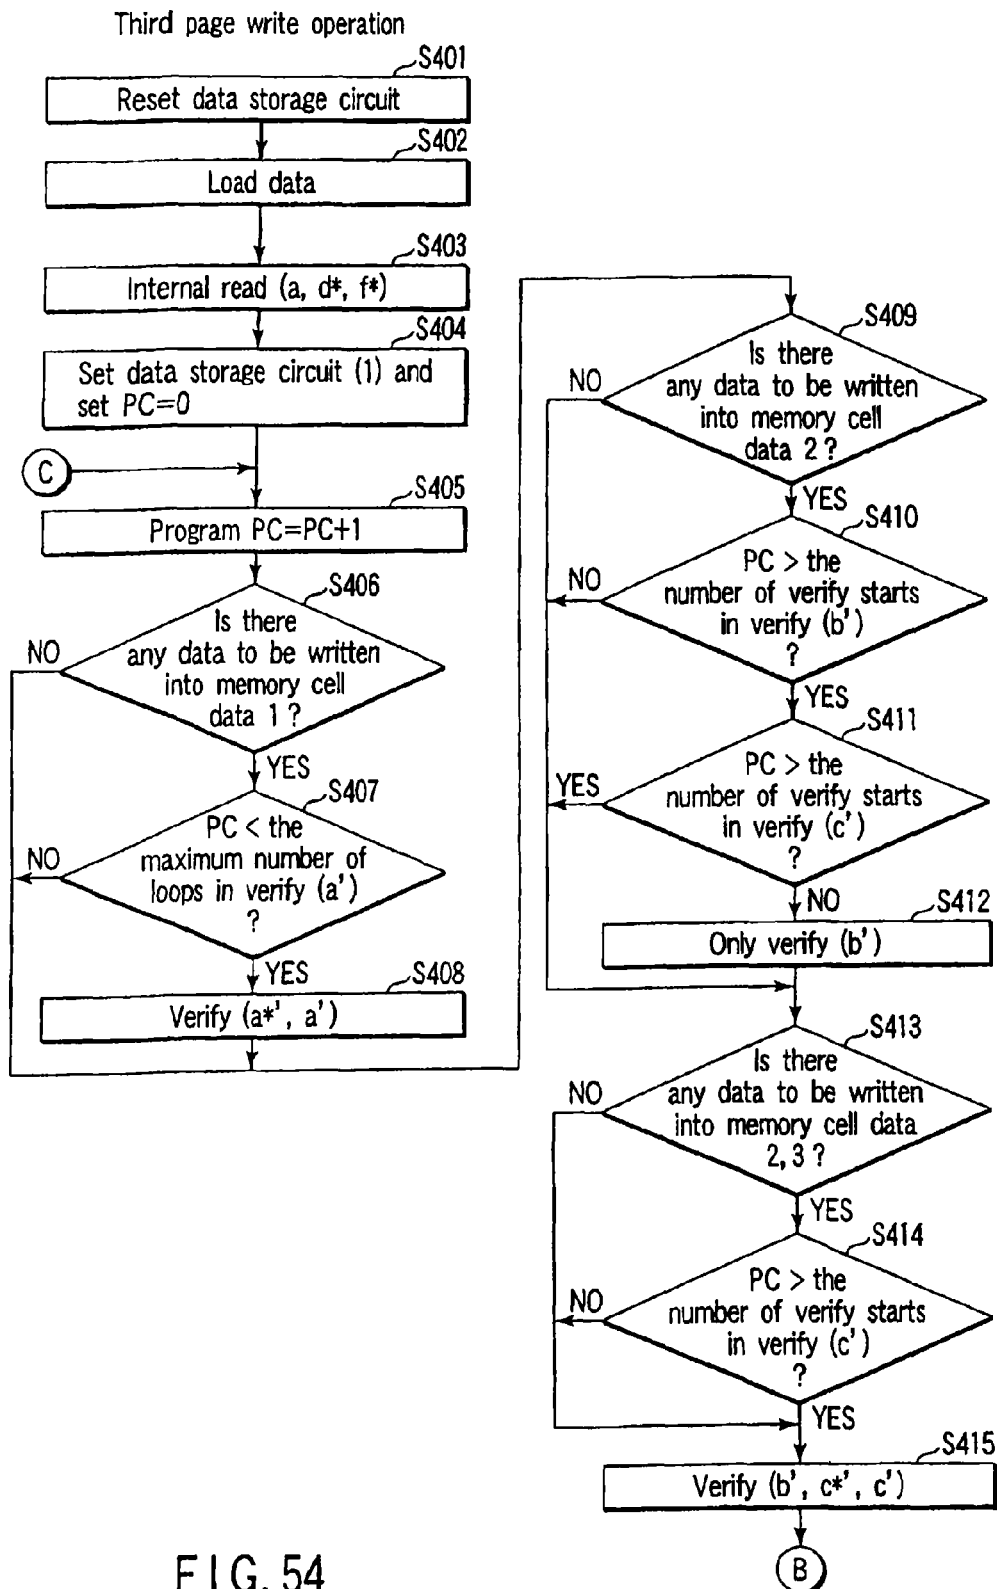 Third page write operation
S401
Reset data storage circuit
S402
Load data
S403
Internal read (a, d*, f*)
S404
Set data storage circuit (1) and
set PC=0
C
S405
Program PC=PC+1
S406
Is there
any data to be written
into memory cell
data 1 ?
NO
YES
S407
PC < the
maximum number of
loops in verify (a')
?
NO
YES
S408
Verify (a*', a')
S409
Is there
any data to be written
into memory cell
data 2 ?
NO
YES
S410
PC > the
number of verify starts
in verify (b')
?
NO
YES
S411
PC > the
number of verify starts
in verify (c')
?
YES
NO
S412
Only verify (b')
S413
Is there
any data to be written
into memory cell data
2, 3 ?
NO
YES
S414
PC > the
number of verify starts
in verify (c')
?
NO
YES
S415
Verify (b', c*', c')
B
FIG. 54